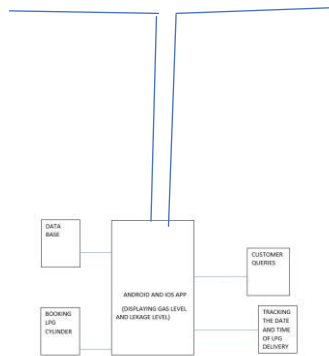 DATA
BASE
CUSTOMER
QUERIES
ANDROID AND IOS APP
(DISPLAYING GAS LEVEL
AND LEKAGE LEVEL)
BOOKING
LPG
CYLINDER
TRACKING
THE DATE
AND TIME
OF LPG
DELIVERY